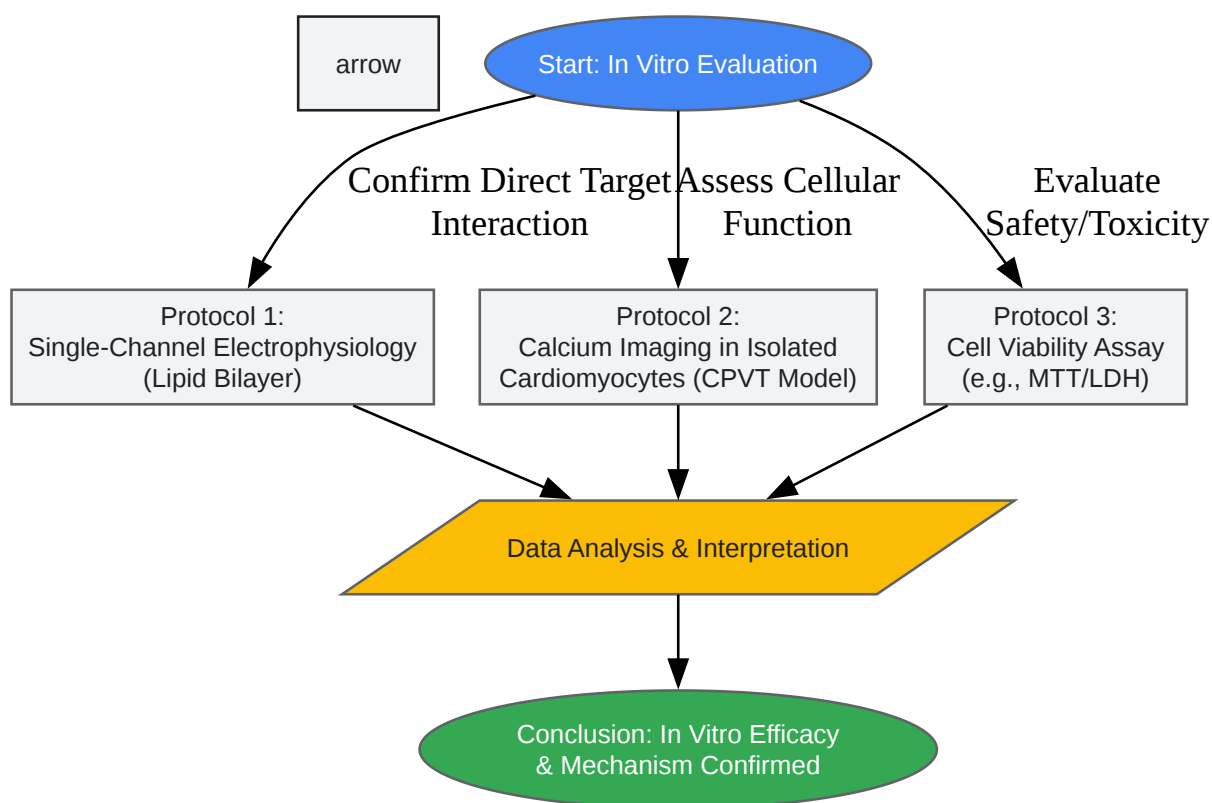 arrow
Start: In Vitro Evaluation
Confirm Direct Target
Interaction
Assess Cellular
Function
Evaluate
Safety/Toxicity
Protocol 1:
Single-Channel Electrophysiology
(Lipid Bilayer)
Protocol 2:
Calcium Imaging in Isolated
Cardiomyocytes (CPVT Model)
Protocol 3:
Cell Viability Assay
(e.g., MTT/LDH)
Data Analysis & Interpretation
Conclusion: In Vitro Efficacy
& Mechanism Confirmed